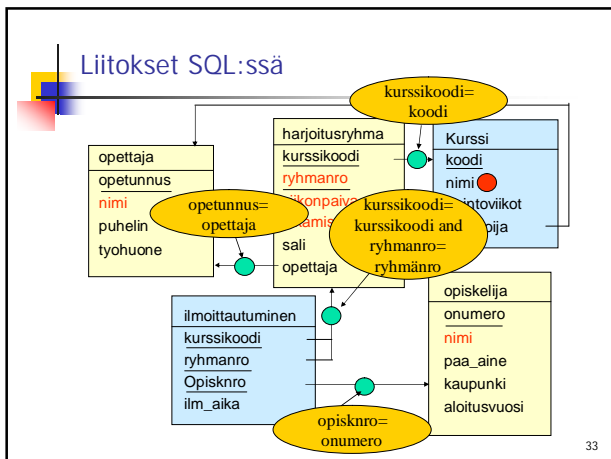 Liitokset SQL:ssä
kurssikoodi=
koodi
harjoitusryhma
kurssikoodi
ryhmanro
sali
opettaja
Kurssi
koodi
nimi
opettaja
opetunnus
nimi
puhelin
tyohuone
opetunnus=
opettaja
kurssikoodi=
kurssikoodi and
ryhmanro=
ryhmänro
ilmoittautuminen
kurssikoodi
ryhmanro
Opisknro
ilm_aika
opiskelija
onumero
nimi
paa_aine
kaupunki
aloitusvuosi
opisknro=
onumero
33